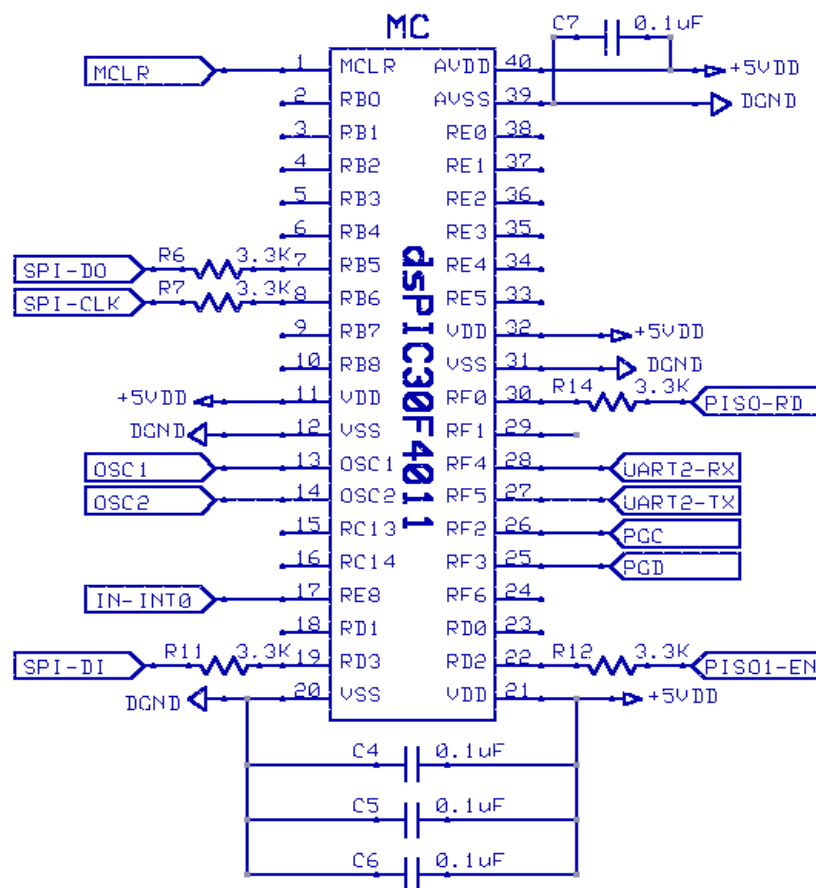 MC
C7 0.1uF
MCLR 1 MCLR AVDD 40 +5VDD
2 RB0 AVSS 39 DGND
3 RB1 RE0 38
4 RB2 RE1 37
5 RB3 RE2 36
6 RB4 RE3 35
SPI-DO R6 3.3K 7 RB5 RE4 34
SPI-CLK R7 3.3K 8 RB6 RE5 33
9 RB7 VDD 32 +5VDD
10 RB8 VSS 31 DGND
+5VDD 11 VDD RF0 30 R14 3.3K PISO-RD
DGND 12 VSS RF1 29
OSC1 13 OSC1 RF4 28 UART2-RX
OSC2 14 OSC2 RF5 27 UART2-TX
15 RC13 RF2 26 PGC
16 RC14 RF3 25 PGD
IN-INT0 17 RE8 RF6 24
18 RD1 RD0 23
SPI-DI R11 3.3K 19 RD3 RD2 22 R12 3.3K PISO1-EN
DGND 20 VSS VDD 21 +5VDD
dsPIC30F4011
C4 0.1uF
C5 0.1uF
C6 0.1uF